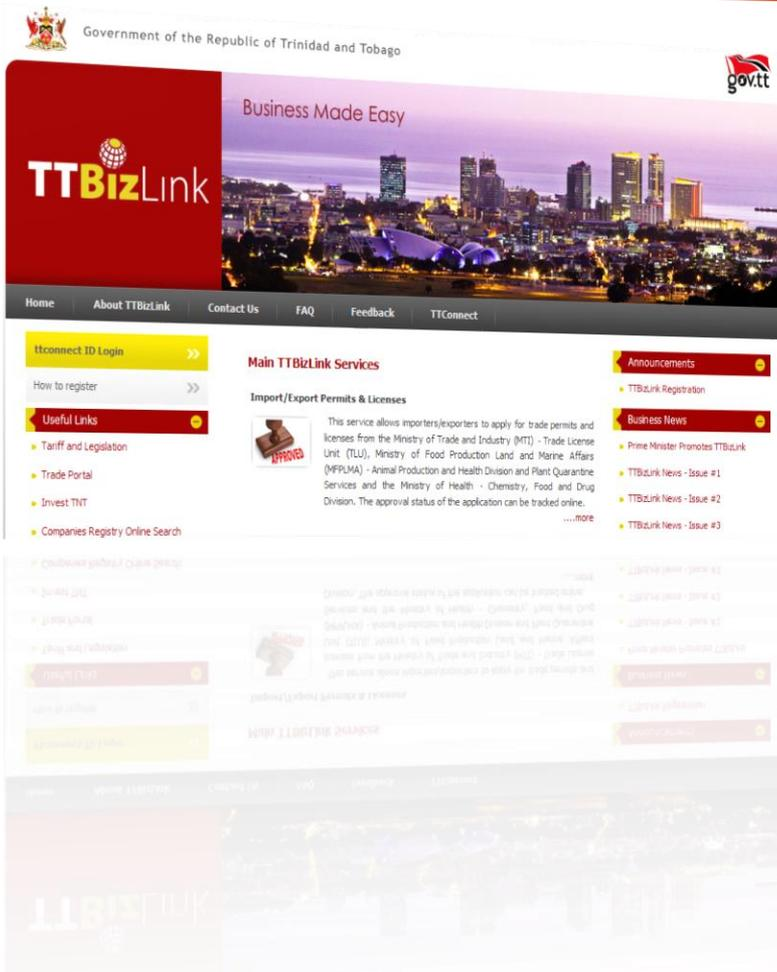 Government of the Republic of Trinidad and Tobago
gov.tt
Business Made Easy
TTBizLink
Home
About TTBizLink
Contact Us
FAQ
Feedback
TTConnect
ttconnect ID Login
How to register
Useful Links
Tariff and Legislation
Trade Portal
Invest TNT
Companies Registry Online Search
Main TTBizLink Services
Import/Export Permits & Licenses
APPROVED
This service allows importers/exporters to apply for trade permits and
licenses from the Ministry of Trade and Industry (MTI) - Trade License
Unit (TLU), Ministry of Food Production Land and Marine Affairs
(MFPLMA) - Animal Production and Health Division and Plant Quarantine
Services and the Ministry of Health - Chemistry, Food and Drug
Division. The approval status of the application can be tracked online.
....more
Announcements
TTBizLink Registration
Business News
Prime Minister Promotes TTBizLink
TTBizLink News - Issue #1
TTBizLink News - Issue #2
TTBizLink News - Issue #3